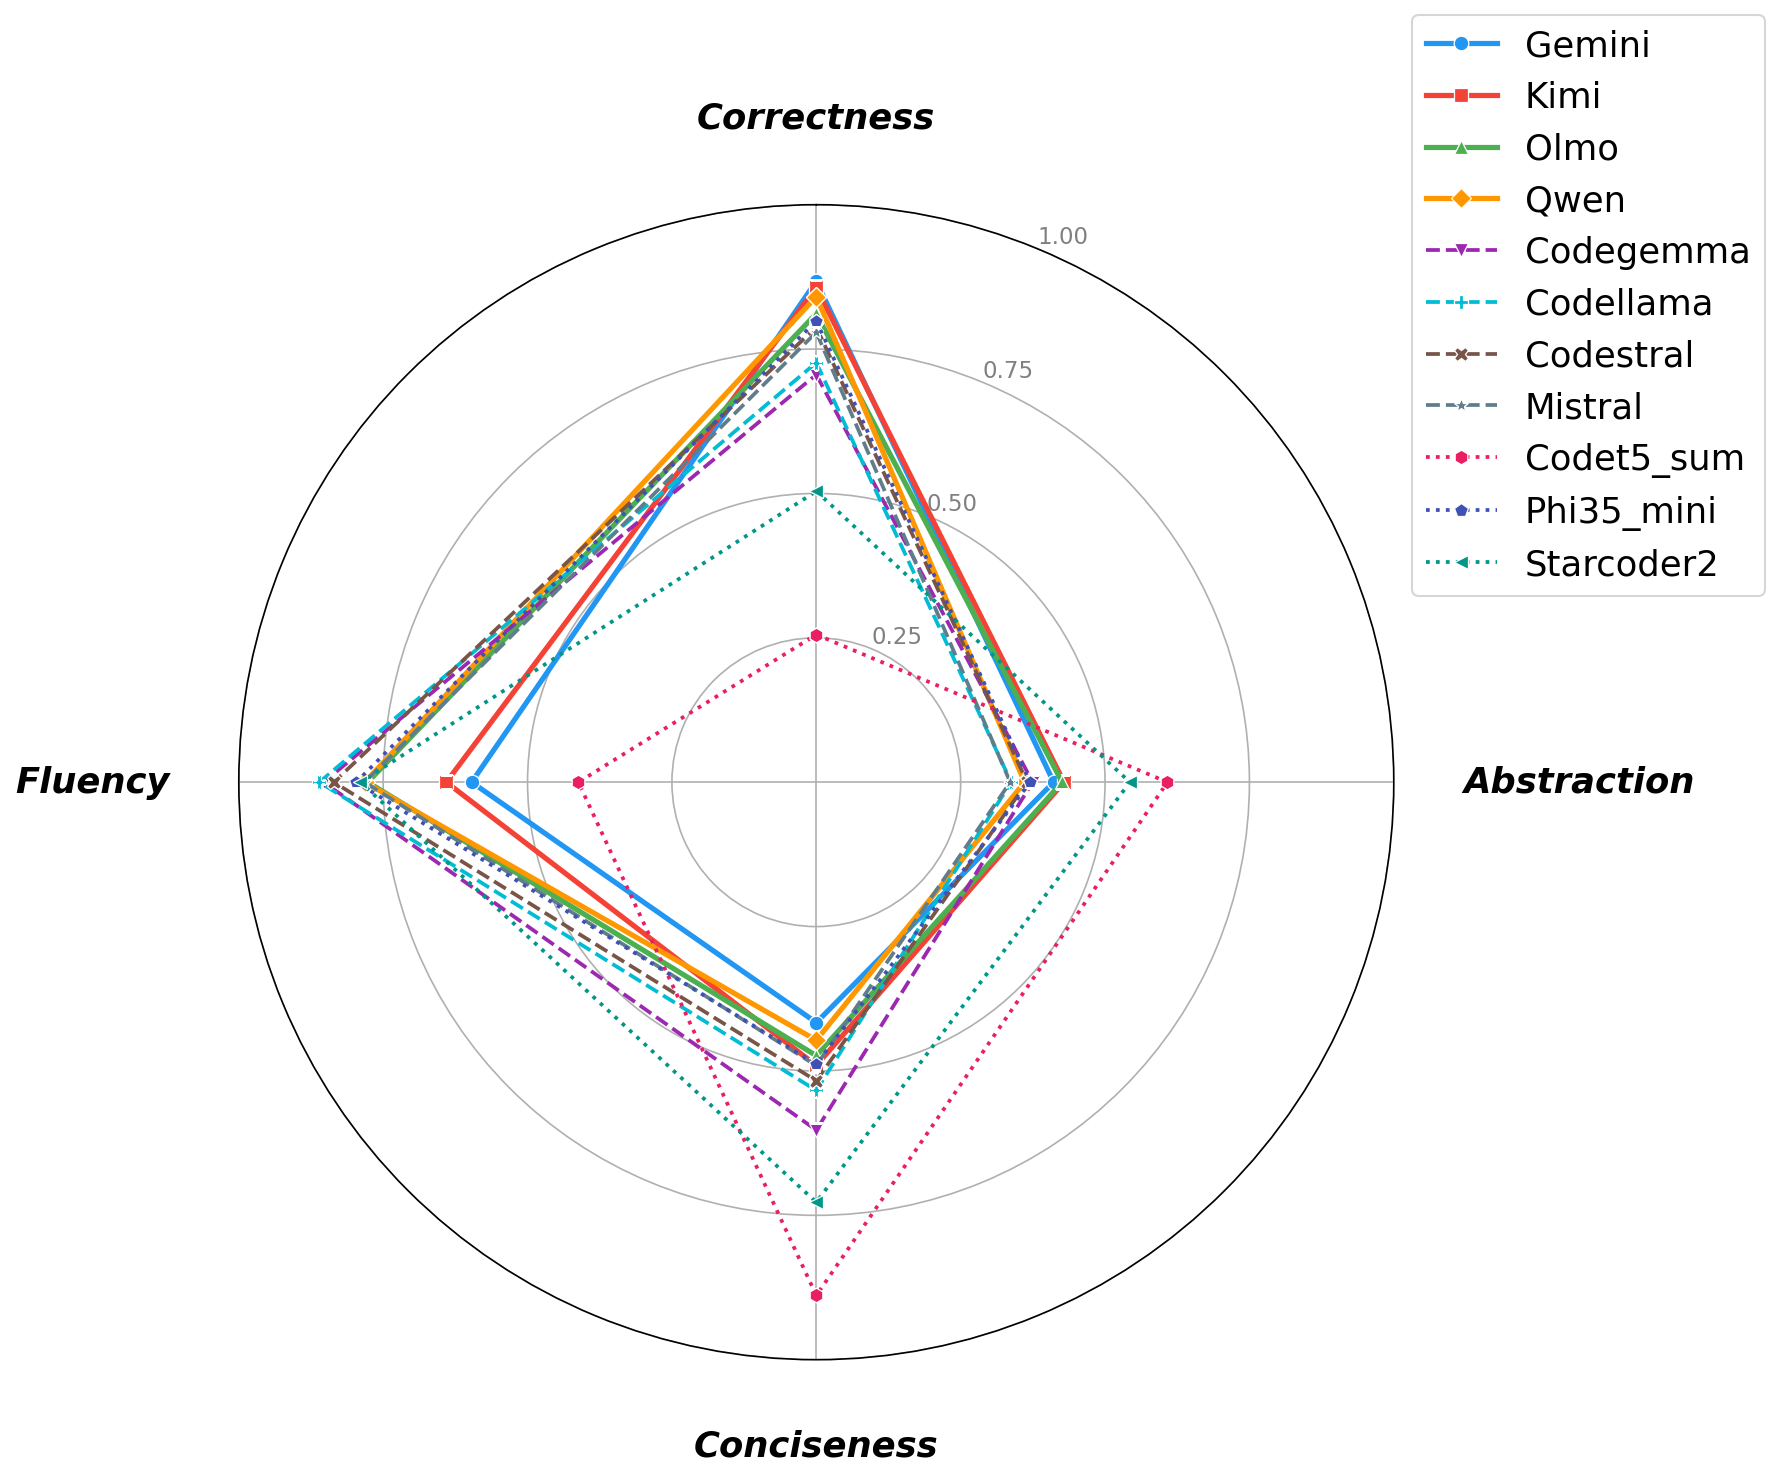 Correctness
Fluency
Abstraction
Conciseness
1.00
0.75
0.50
0.25
Gemini
Kimi
Olmo
Qwen
Codegemma
Codellama
Codestral
Mistral
Codet5_sum
Phi35_mini
Starcoder2